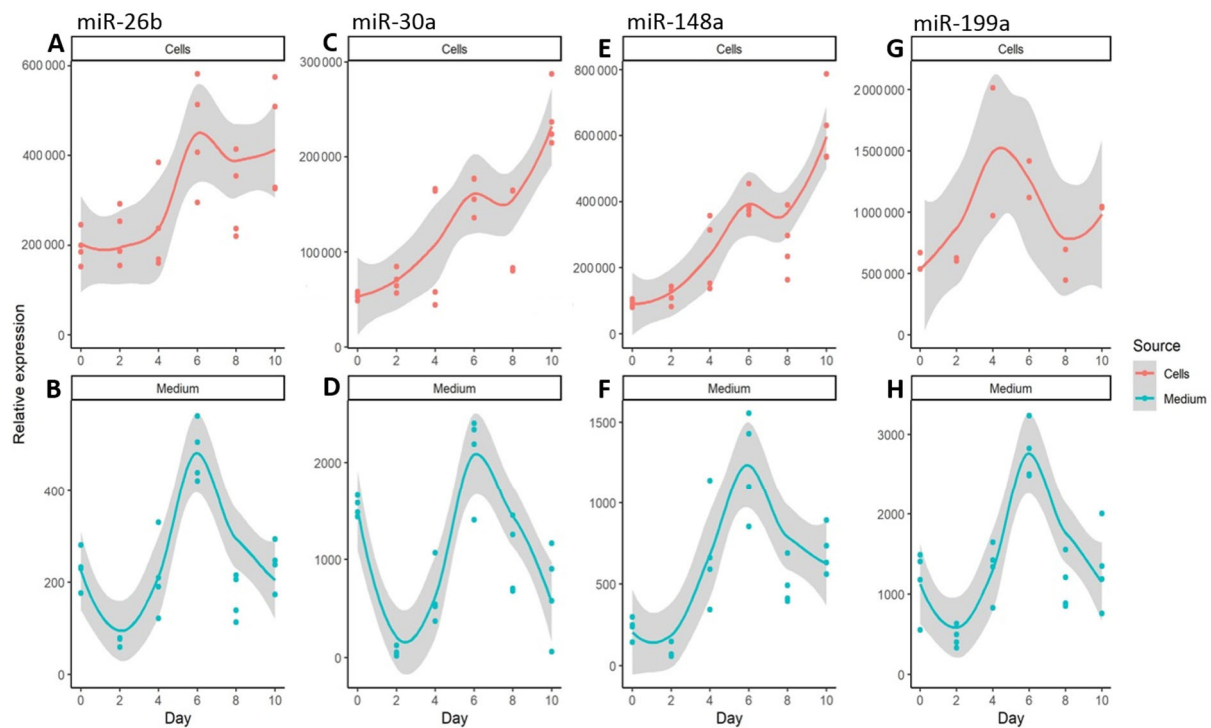 miR-26b
miR-30a
miR-148a
miR-199a
A
Cells
C
Cells
E
Cells
G
Cells
600 000
400 000
200 000
0
0 2 4 6 8 10
300 000
200 000
100 000
0
0 2 4 6 8 10
800 000
600 000
400 000
200 000
0
0 2 4 6 8 10
2 000 000
1 500 000
1 000 000
500 000
0
0 2 4 6 8 10
Relative expression
Source
Cells
Medium
B
Medium
D
Medium
F
Medium
H
Medium
400
200
0
0 2 4 6 8 10
Day
2000
1000
0
0 2 4 6 8 10
Day
1500
1000
500
0
0 2 4 6 8 10
Day
3000
2000
1000
0
0 2 4 6 8 10
Day